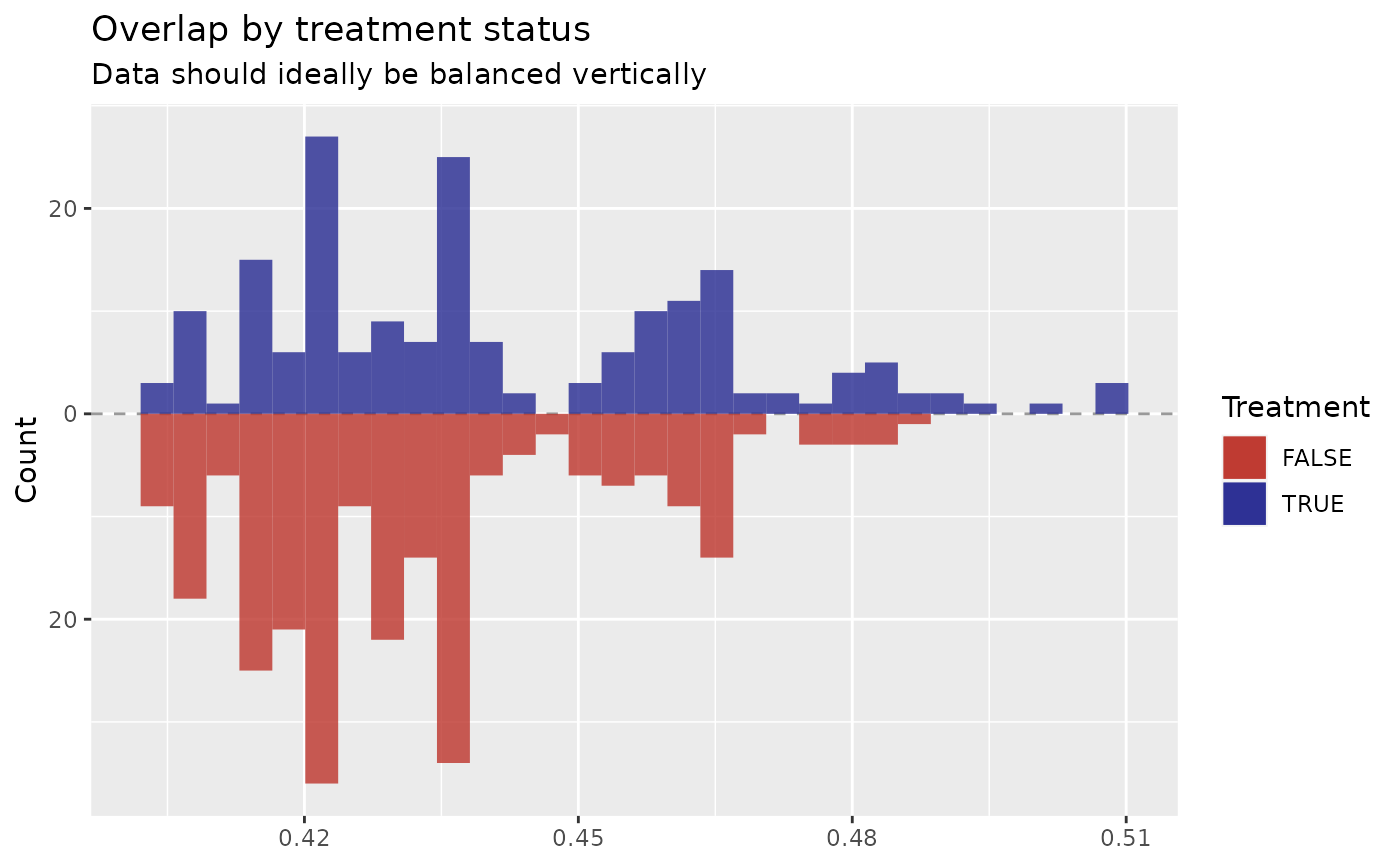 Overlap by treatment status
Data should ideally be balanced vertically
20
0
20
Count
0.42
0.45
0.48
0.51
Treatment
FALSE
TRUE